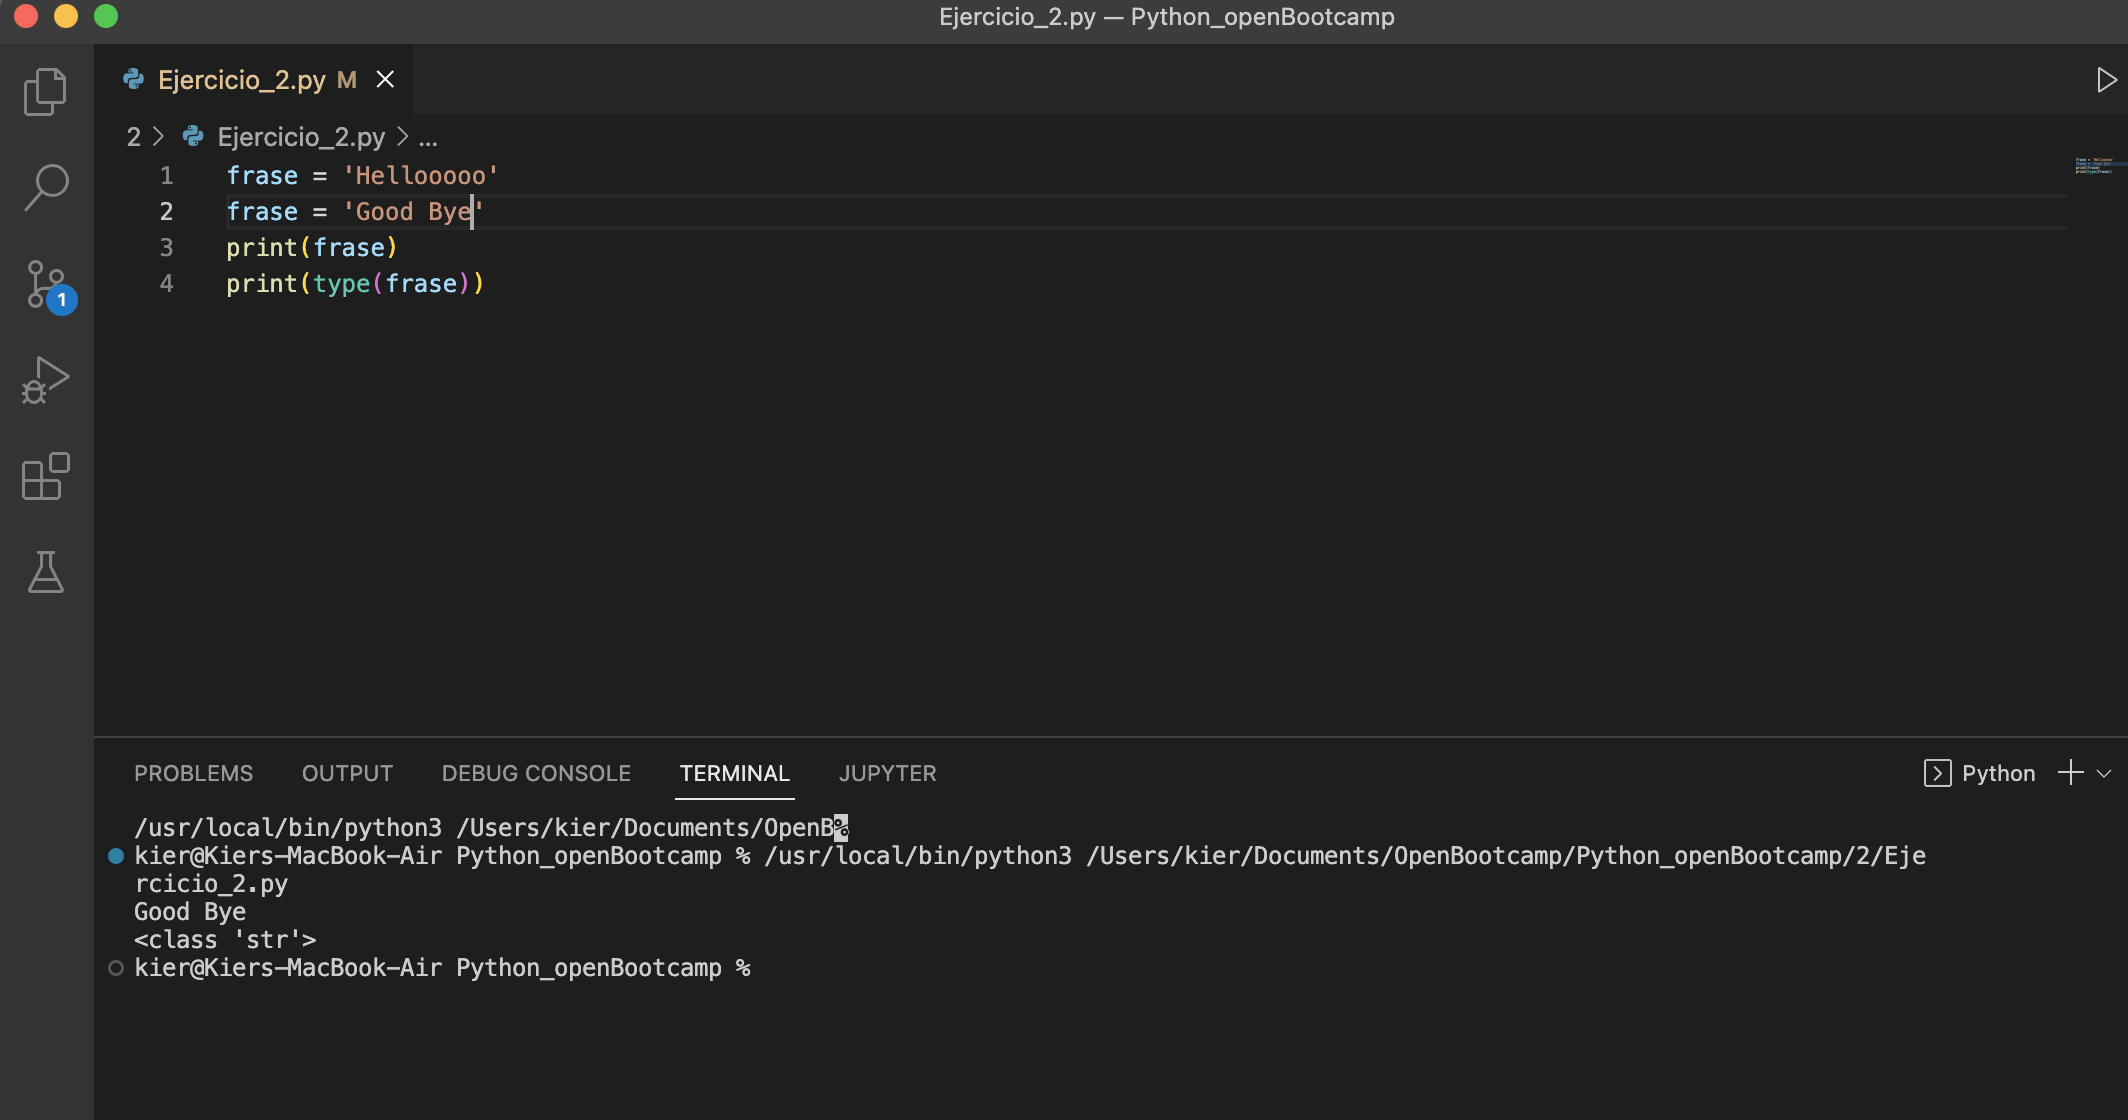 Ejercicio_2.py — Python_openBootcamp
Ejercicio_2.py M
2 > Ejercicio_2.py > ...
1 frase = 'Hellooooo'
2 frase = 'Good Bye'
3 print(frase)
4 print(type(frase))
1
PROBLEMS OUTPUT DEBUG CONSOLE TERMINAL JUPYTER Python
/usr/local/bin/python3 /Users/kier/Documents/OpenB%
kier@Kiers-MacBook-Air Python_openBootcamp % /usr/local/bin/python3 /Users/kier/Documents/OpenBootcamp/Python_openBootcamp/2/Eje
rcicio_2.py
Good Bye
<class 'str'>
kier@Kiers-MacBook-Air Python_openBootcamp %